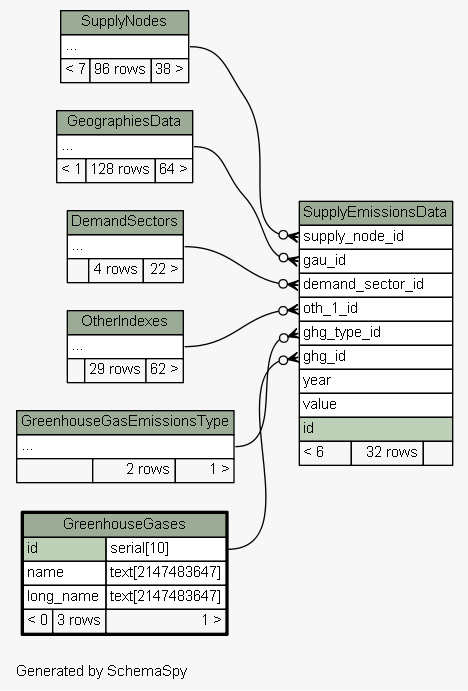 SupplyNodes
...
< 7 96 rows 38 >
GeographiesData
...
< 1 128 rows 64 >
DemandSectors
...
4 rows 22 >
OtherIndexes
...
29 rows 62 >
GreenhouseGasEmissionsType
...
2 rows 1 >
GreenhouseGases
id serial[10]
name text[2147483647]
long_name text[2147483647]
< 0 3 rows 1 >
SupplyEmissionsData
supply_node_id
gau_id
demand_sector_id
oth_1_id
ghg_type_id
ghg_id
year
value
id
< 6 32 rows
Generated by SchemaSpy